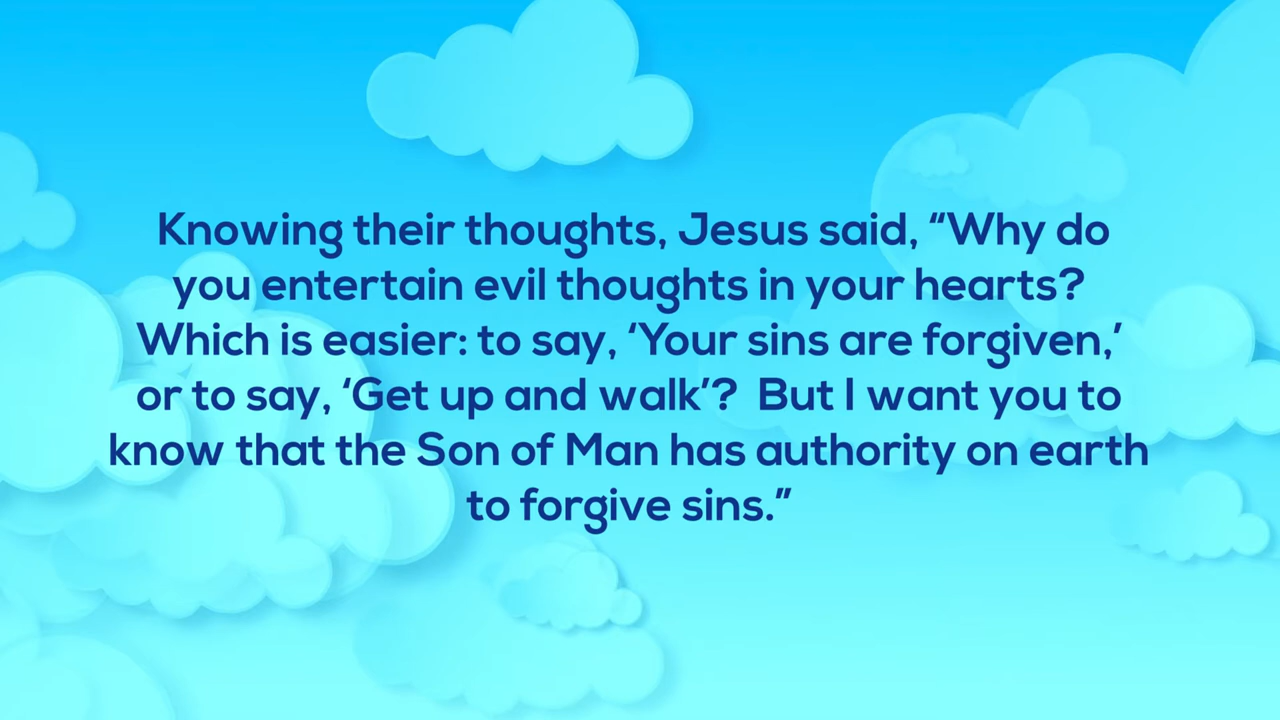 Knowing their thoughts, Jesus said, “Why do
you entertain evil thoughts in your hearts?
Which is easier: to say, ‘Your sins are forgiven,’
or to say, ‘Get up and walk’?  But I want you to
know that the Son of Man has authority on earth
to forgive sins.”